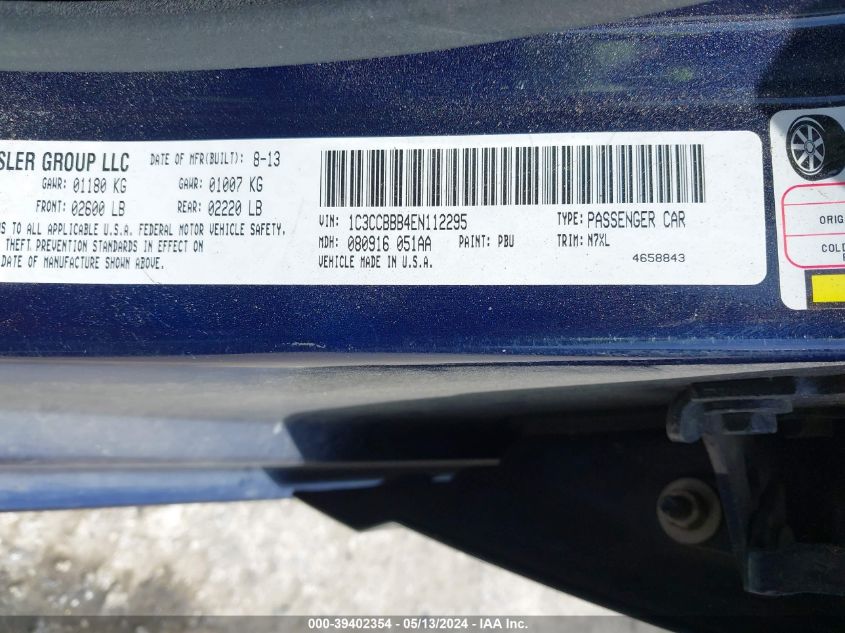 SLER GROUP LLC DATE OF MFR(BUILT): 8-13
GAWR: 01180 KG GAWR: 01007 KG
FRONT: 02600 LB REAR: 02220 LB
S TO ALL APPLICABLE U.S.A. FEDERAL MOTOR VEHICLE SAFETY,
THEFT PREVENTION STANDARDS IN EFFECT ON
DATE OF MANUFACTURE SHOWN ABOVE.
VIN: 1C3CCBBB4EN112295 TYPE: PASSENGER CAR
MDH: 080916 051AA PAINT: PBU TRIM: N7XL
VEHICLE MADE IN U.S.A. 4658843
ORIG
COLD
000-39402354 - 05/13/2024 - IAA Inc.